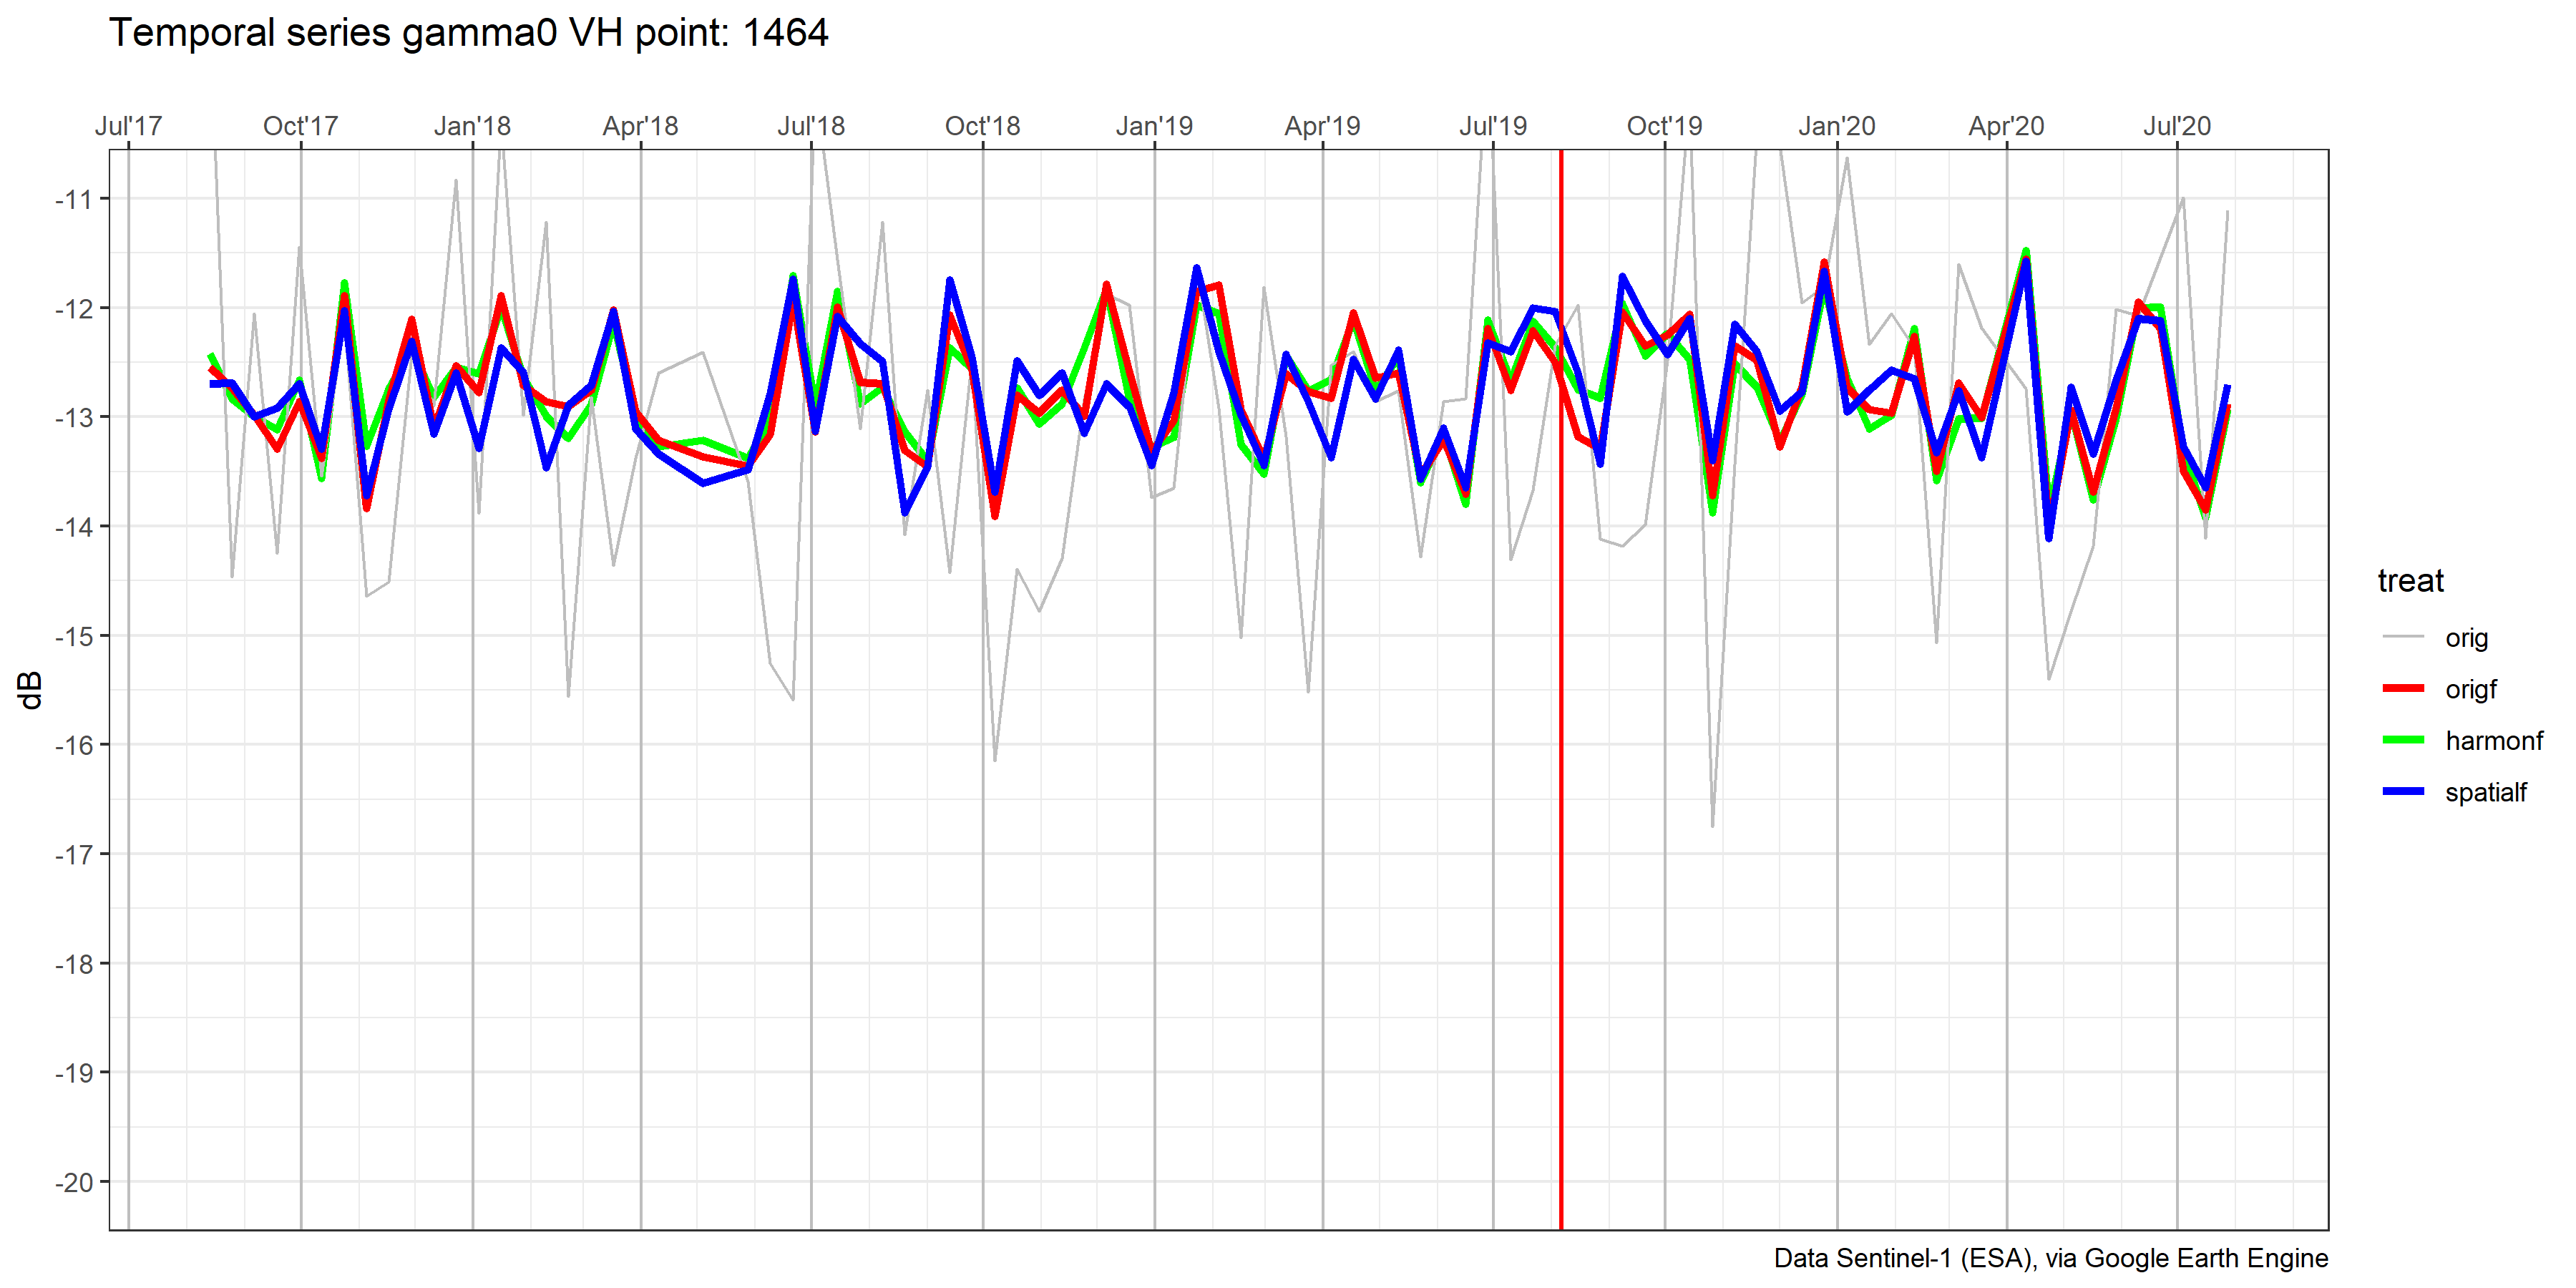 Temporal series gamma0 VH point: 1464
Jul'17 Oct'17 Jan'18 Apr'18 Jul'18 Oct'18 Jan'19 Apr'19 Jul'19 Oct'19 Jan'20 Apr'20 Jul'20
-11
-12
-13
-14
-15
-16
-17
-18
-19
-20
dB
treat
orig
origf
harmonf
spatialf
Data Sentinel-1 (ESA), via Google Earth Engine